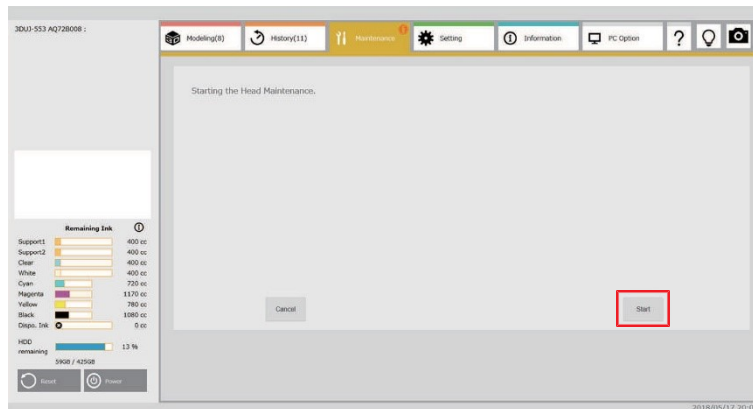 3DUJ-553 AQ72B008 :
Modeling(8)
History(11)
Maintenance
Setting
Information
PC Option
?
Starting the Head Maintenance.
Remaining Ink
Support1 400 cc
Support2 400 cc
Clear 400 cc
White 400 cc
Cyan 720 cc
Magenta 1170 cc
Yellow 780 cc
Black 1080 cc
Dispo. Ink 0 cc
HDD
remaining 13 %
59GB / 425GB
Reset
Power
Cancel
Start